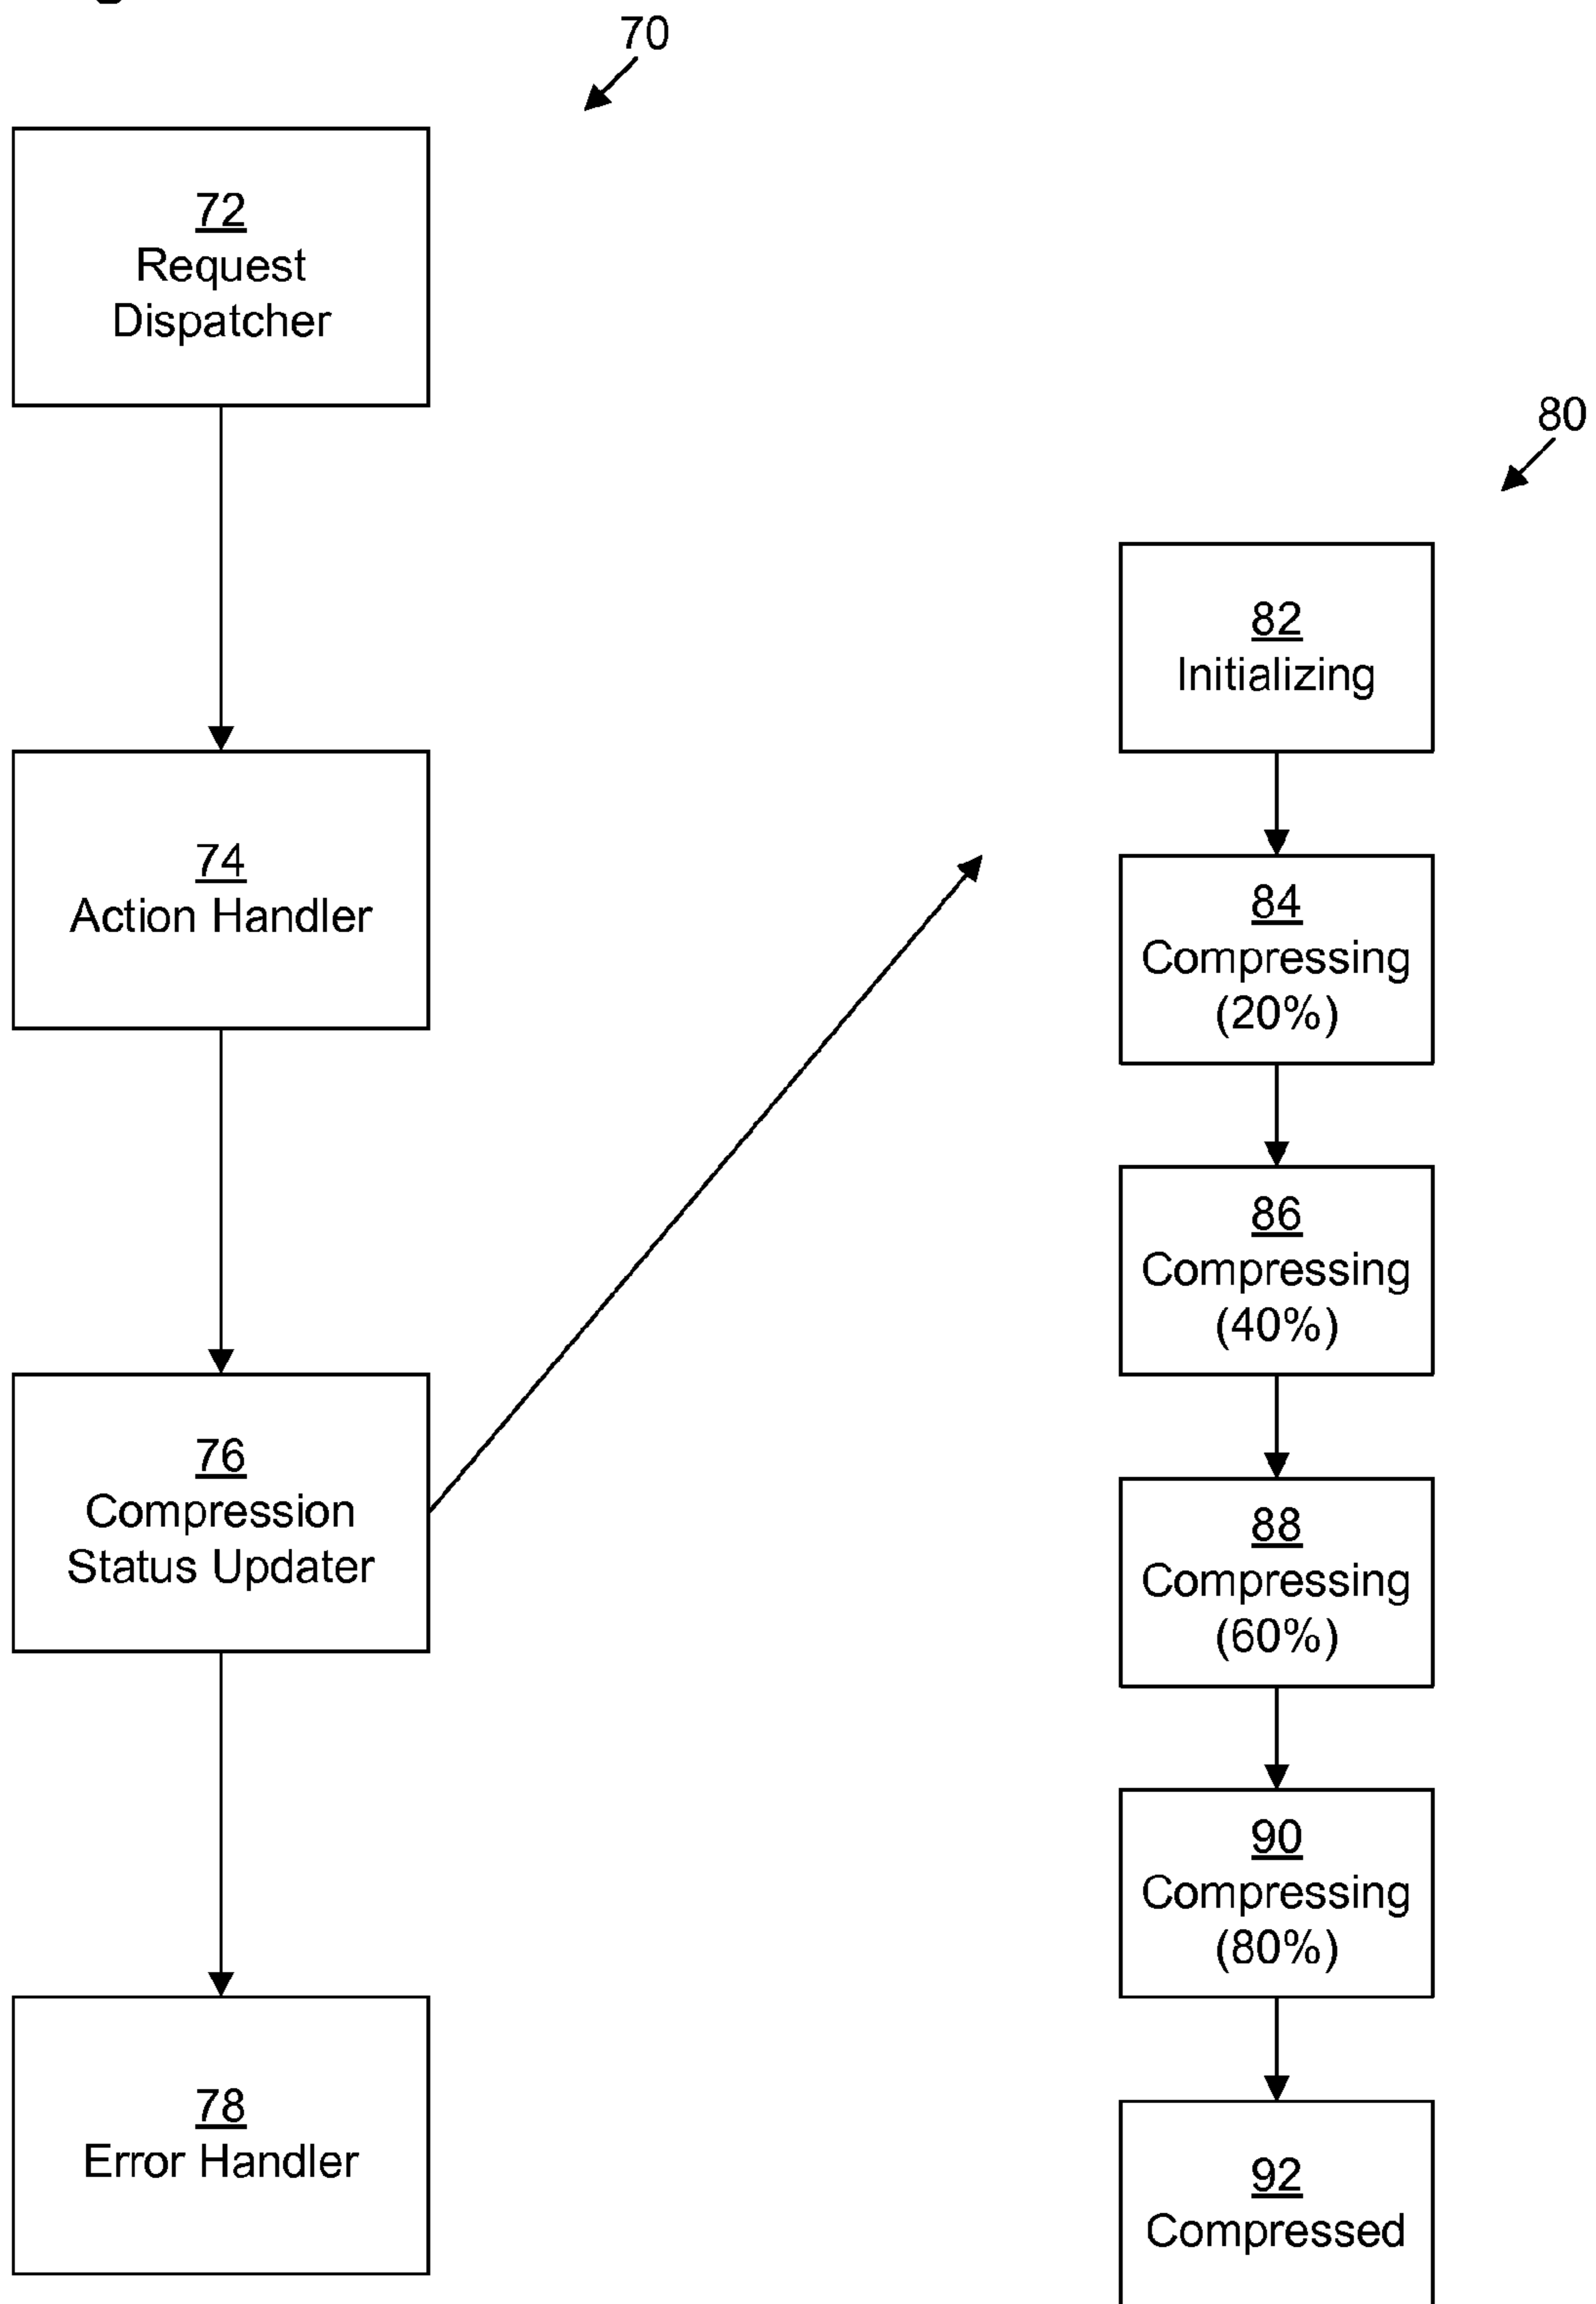 70
72
Request
Dispatcher
80
82
Initializing
74
Action Handler
84
Compressing
(20%)
86
Compressing
(40%)
76
Compression
Status Updater
88
Compressing
(60%)
90
Compressing
(80%)
78
Error Handler
92
Compressed